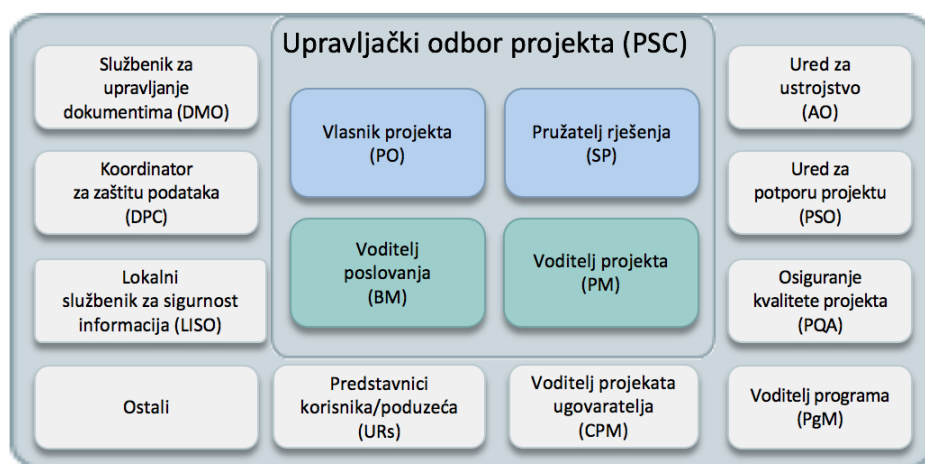 Upravljački odbor projekta (PSC)
Službenik za
upravljanje
dokumentima (DMO)
Vlasnik projekta
(PO)
Pružatelj rješenja
(SP)
Ured za
ustrojstvo
(AO)
Koordinator
za zaštitu podataka
(DPC)
Ured za
potporu projektu
(PSO)
Voditelj
poslovanja
(BM)
Voditelj projekta
(PM)
Lokalni
službenik za sigurnost
informacija (LISO)
Osiguranje
kvalitete projekta
(PQA)
Ostali
Predstavnici
korisnika/poduzeća
(URs)
Voditelj projekata
ugovaratelja
(CPM)
Voditelj programa
(PgM)